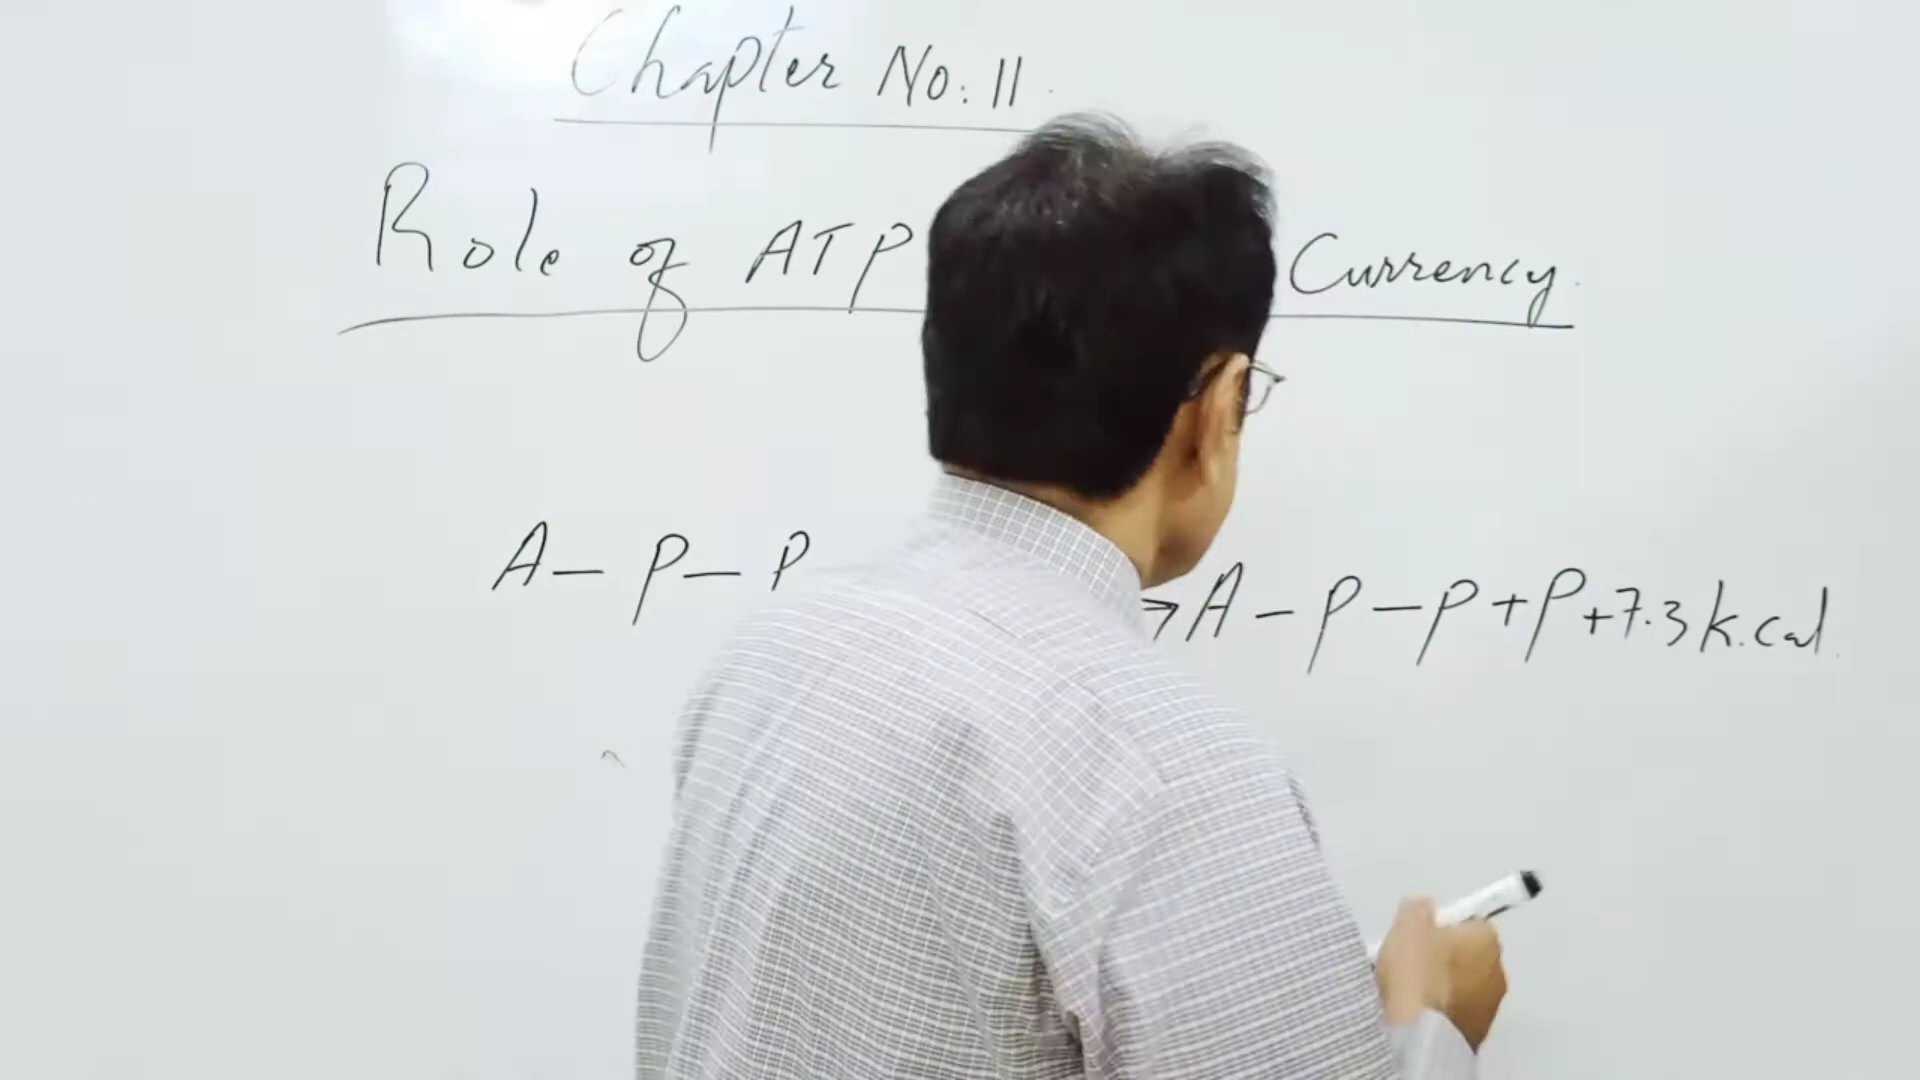 Chapter No: 11
Role of ATP Currency.
A - P - P → A - P - P + P + 7.3 k.cal.